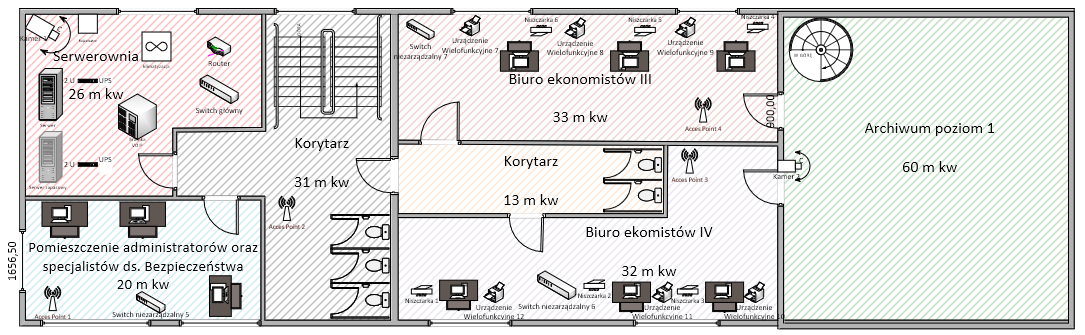 Kamera
Serwerownia
klimatyzacja
Router
2 U
UPS
26 m kw
Switch główny
Serwer
2 U
UPS
Serwer zapasowy
Pomieszczenie administratorów oraz
specjalistów ds. Bezpieczeństwa
20 m kw
Acces Point 1
Switch niezarządzalny 5
1656,50
Korytarz
31 m kw
Acces Point 2
Switch
niezarządzalny 7
Urządzenie
Wielofunkcyjne 7
Niszczarka 6
Urządzenie
Wielofunkcyjne 8
Niszczarka 5
Urządzenie
Wielofunkcyjne 9
Niszczarka 4
Biuro ekonomistów III
33 m kw
Acces Point 4
900,00
Korytarz
13 m kw
Acces Point 3
Biuro ekomistów IV
32 m kw
Niszczarka 1
Urządzenie
Wielofunkcyjne 12
Switch niezarządzalny 6
Niszczarka 2
Urządzenie
Wielofunkcyjne 11
Niszczarka 3
Urządzenie
Wielofunkcyjne 10
Archiwum poziom 1
60 m kw